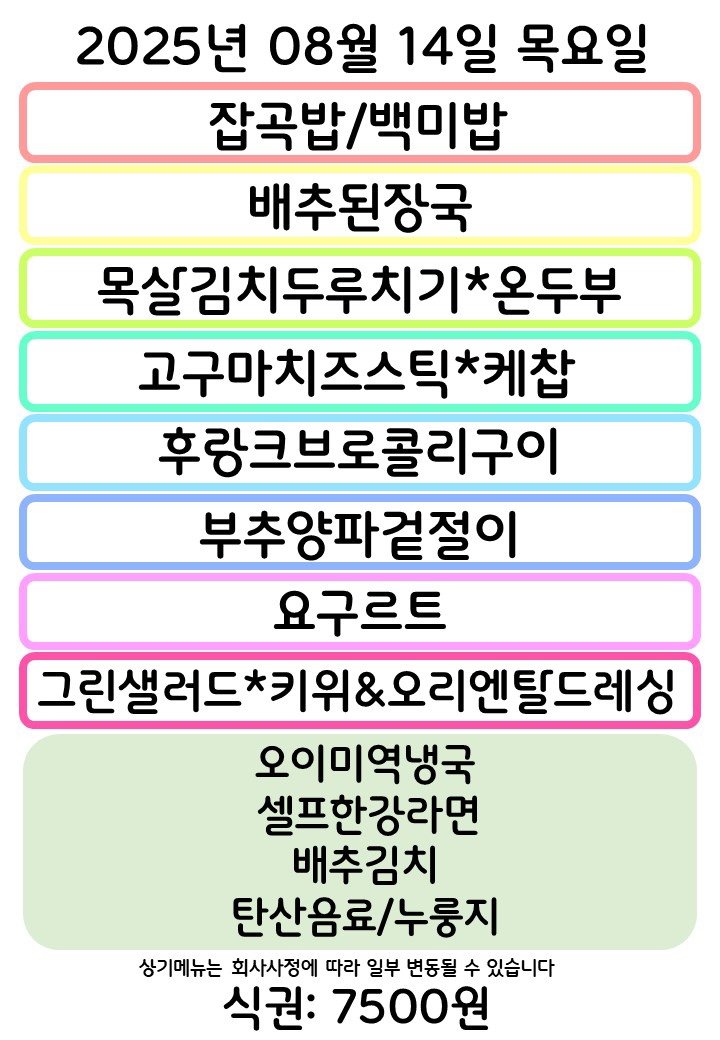 2025년 08월 14일 목요일
잡곡밥/백미밥
배추된장국
목살김치두루치기*온두부
고구마치즈스틱*케찹
후랑크브로콜리구이
부추양파겉절이
요구르트
그린샐러드*키위&오리엔탈드레싱
오이미역냉국
셀프한강라면
배추김치
탄산음료/누룽지
상기메뉴는 회사사정에 따라 일부 변동될 수 있습니다
식권: 7500원